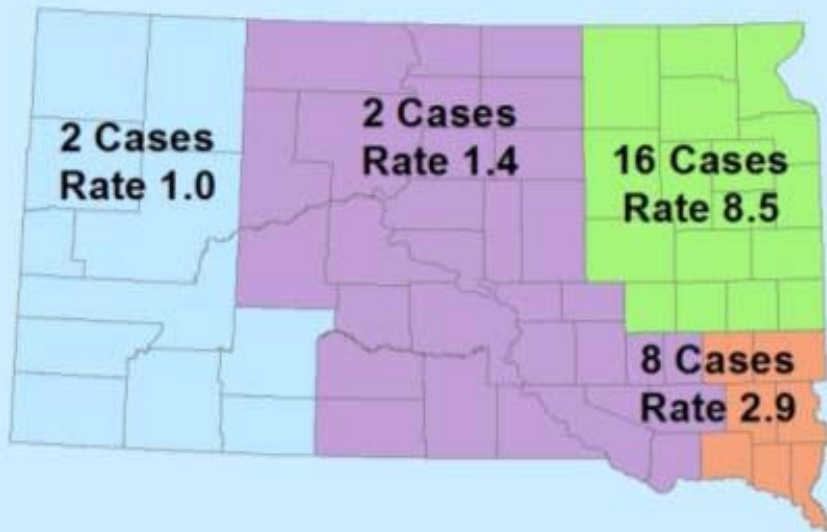 2 Cases
Rate 1.0
2 Cases
Rate 1.4
16 Cases
Rate 8.5
8 Cases
Rate 2.9